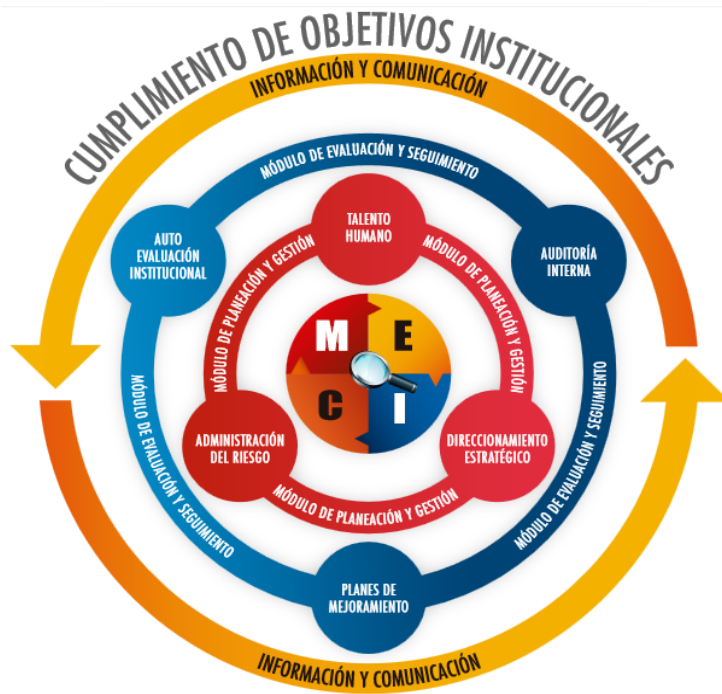 CUMPLIMIENTO DE OBJETIVOS INSTITUCIONALES
INFORMACIÓN Y COMUNICACIÓN
MÓDULO DE EVALUACIÓN Y SEGUIMIENTO
TALENTO
HUMANO
AUTO
EVALUACIÓN
INSTITUCIONAL
AUDITORÍA
INTERNA
MÓDULO DE PLANEACIÓN Y GESTIÓN
MÓDULO DE PLANEACIÓN Y GESTIÓN
M E
C I
MÓDULO DE EVALUACIÓN Y SEGUIMIENTO
MÓDULO DE EVALUACIÓN Y SEGUIMIENTO
ADMINISTRACIÓN
DEL RIESGO
DIRECCIONAMIENTO
ESTRATÉGICO
MÓDULO DE PLANEACIÓN Y GESTIÓN
PLANES DE
MEJORAMIENTO
INFORMACIÓN Y COMUNICACIÓN